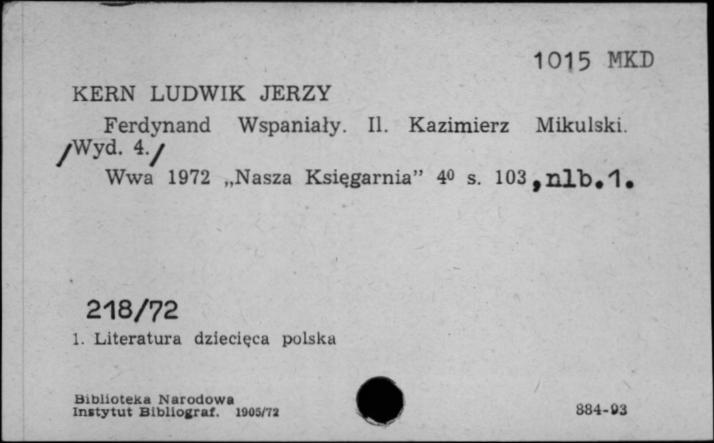 1015 MKD
KERN LUDWIK JERZY
Ferdynand Wspaniały. Il. Kazimierz Mikulski.
/Wyd. 4./
Wwa 1972 „Nasza Księgarnia” 4⁰ s. 103, nlb.1.
218/72
1. Literatura dziecięca polska
Biblioteka Narodowa
Instytut Bibliograf. 1905/72
884-93